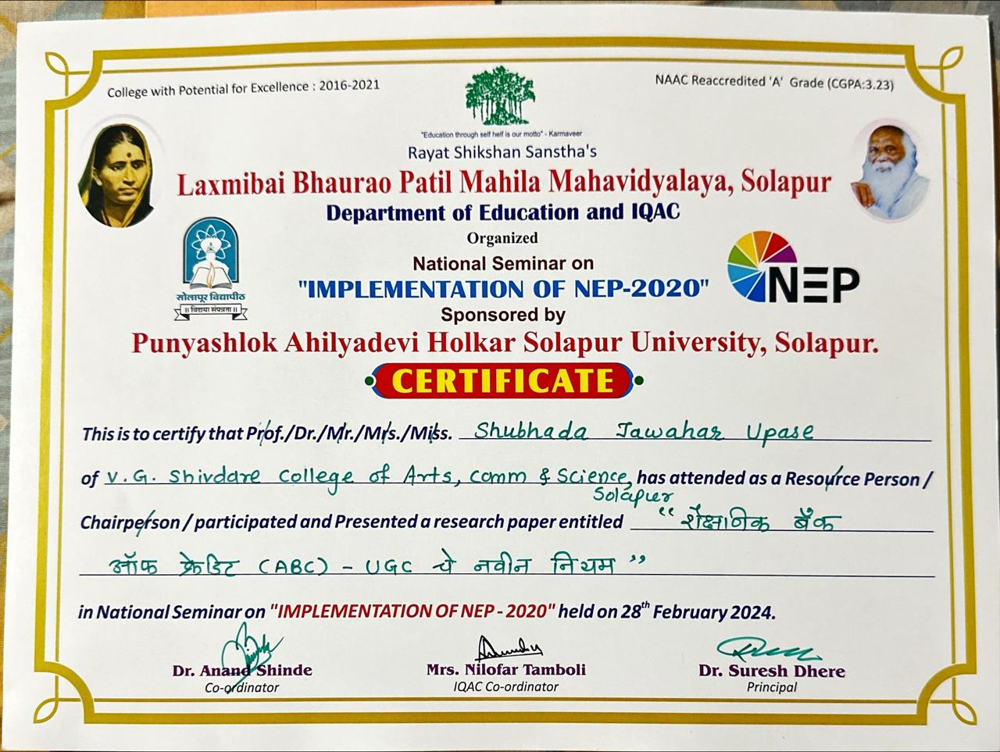 College with Potential for Excellence : 2016-2021
NAAC Reaccredited 'A' Grade (CGPA:3.23)
"Education through self helf is our motto" - Karmaveer
Rayat Shikshan Sanstha's
Laxmibai Bhaurao Patil Mahila Mahavidyalaya, Solapur
Department of Education and IQAC
Organized
National Seminar on
"IMPLEMENTATION OF NEP-2020"
सोलापूर विद्यापीठ
॥ विद्यया संपन्नता ॥
NEP
Sponsored by
Punyashlok Ahilyadevi Holkar Solapur University, Solapur.
CERTIFICATE
This is to certify that Prof./Dr./Mr./Mrs./Miss. Shubhada Jawahar Upase
of V.G. Shivdare College of Arts, Comm & Science, has attended as a Resource Person /
Solapur
Chairperson / participated and Presented a research paper entitled "शैक्षणिक बँक
ऑफ क्रेडिट (ABC) - UGC चे नवीन नियम"
in National Seminar on "IMPLEMENTATION OF NEP - 2020" held on 28th February 2024.
Dr. Anand Shinde
Co-ordinator
Mrs. Nilofar Tamboli
IQAC Co-ordinator
Dr. Suresh Dhere
Principal